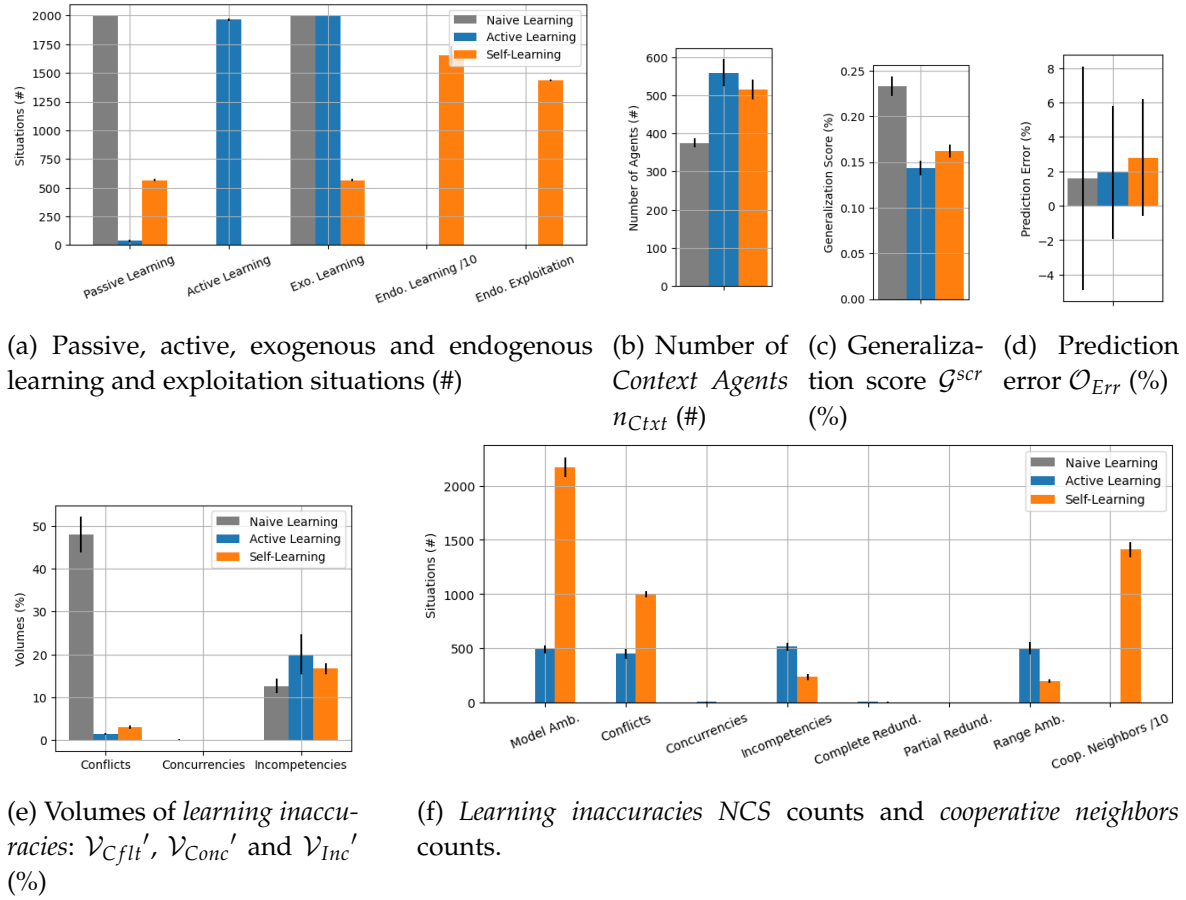 2000
1750
1500
1250
1000
750
500
250
0
Situations (#)
Naive Learning
Active Learning
Self-Learning
Passive Learning
Active Learning
Exo. Learning
Endo. Learning /10
Endo. Exploitation
600
500
400
300
200
100
0
Number of Agents (#)
0.25
0.20
0.15
0.10
0.05
0.00
Generalization Score (%)
8
6
4
2
0
−2
−4
Prediction Error (%)
(a) Passive, active, exogenous and endogenous
learning and exploitation situations (#)
(b) Number of
Context Agents
n_Ctxt (#)
(c) Generaliza-
tion score 𝒢^scr
(%)
(d) Prediction
error 𝒪_Err (%)
50
40
30
20
10
0
Volumes (%)
Naive Learning
Active Learning
Self-Learning
Conflicts
Concurrencies
Incompetencies
2000
1500
1000
500
0
Situations (#)
Naive Learning
Active Learning
Self-Learning
Model Amb.
Conflicts
Concurrencies
Incompetencies
Complete Redund.
Partial Redund.
Range Amb.
Coop. Neighbors /10
(e) Volumes of learning inaccu-
racies: 𝒱_Cflt′, 𝒱_Conc′ and 𝒱_Inc′
(%)
(f) Learning inaccuracies NCS counts and cooperative neighbors
counts.